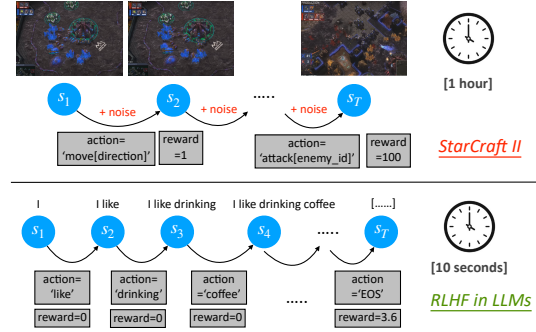 s1
+ noise
s2
+ noise
.....
+ noise
sT
[1 hour]
action=
'move[direction]'
reward
=1
action=
'attack[enemy_id]'
reward
=100
StarCraft II
I
I like
I like drinking
I like drinking coffee
[......]
s1
s2
s3
s4
.....
sT
[10 seconds]
action=
'like'
action=
'drinking'
action
='coffee'
.....
action=
'EOS'
reward=0
reward=0
reward=0
reward=3.6
RLHF in LLMs